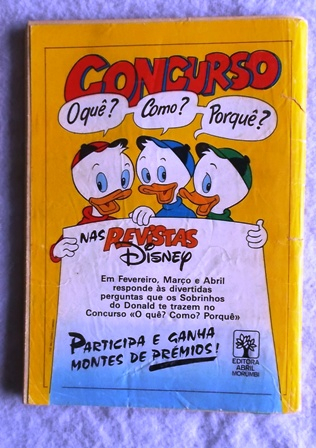 CONCURSO
O quê? Como? Porquê?
NAS REVISTAS
DISNEY
Em Fevereiro, Março e Abril
responde às divertidas
perguntas que os Sobrinhos
do Donald te trazem no
Concurso «O quê? Como? Porquê»
PARTICIPA E GANHA
MONTES DE PRÉMIOS!
EDITORA
ABRIL
MORUMBI